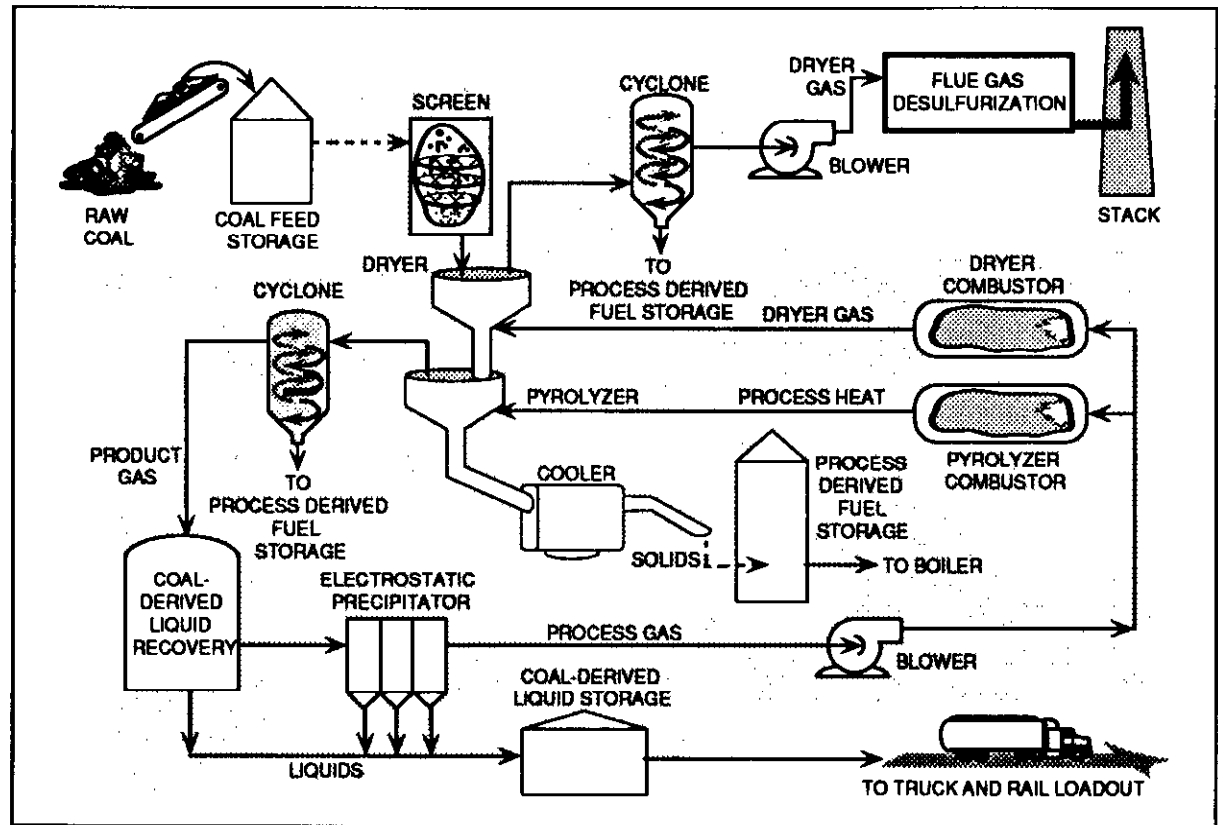 RAW
COAL
COAL FEED
STORAGE
SCREEN
CYCLONE
DRYER
GAS
BLOWER
FLUE GAS
DESULFURIZATION
STACK
DRYER
TO
PROCESS DERIVED
FUEL STORAGE
DRYER
COMBUSTOR
CYCLONE
DRYER GAS
PYROLYZER
PROCESS HEAT
PYROLYZER
COMBUSTOR
PRODUCT
GAS
TO
PROCESS DERIVED
FUEL
STORAGE
COOLER
SOLIDS
PROCESS
DERIVED
FUEL
STORAGE
TO BOILER
COAL-
DERIVED
LIQUID
RECOVERY
ELECTROSTATIC
PRECIPITATOR
PROCESS GAS
BLOWER
COAL-DERIVED
LIQUID STORAGE
LIQUIDS
TO TRUCK AND RAIL LOADOUT